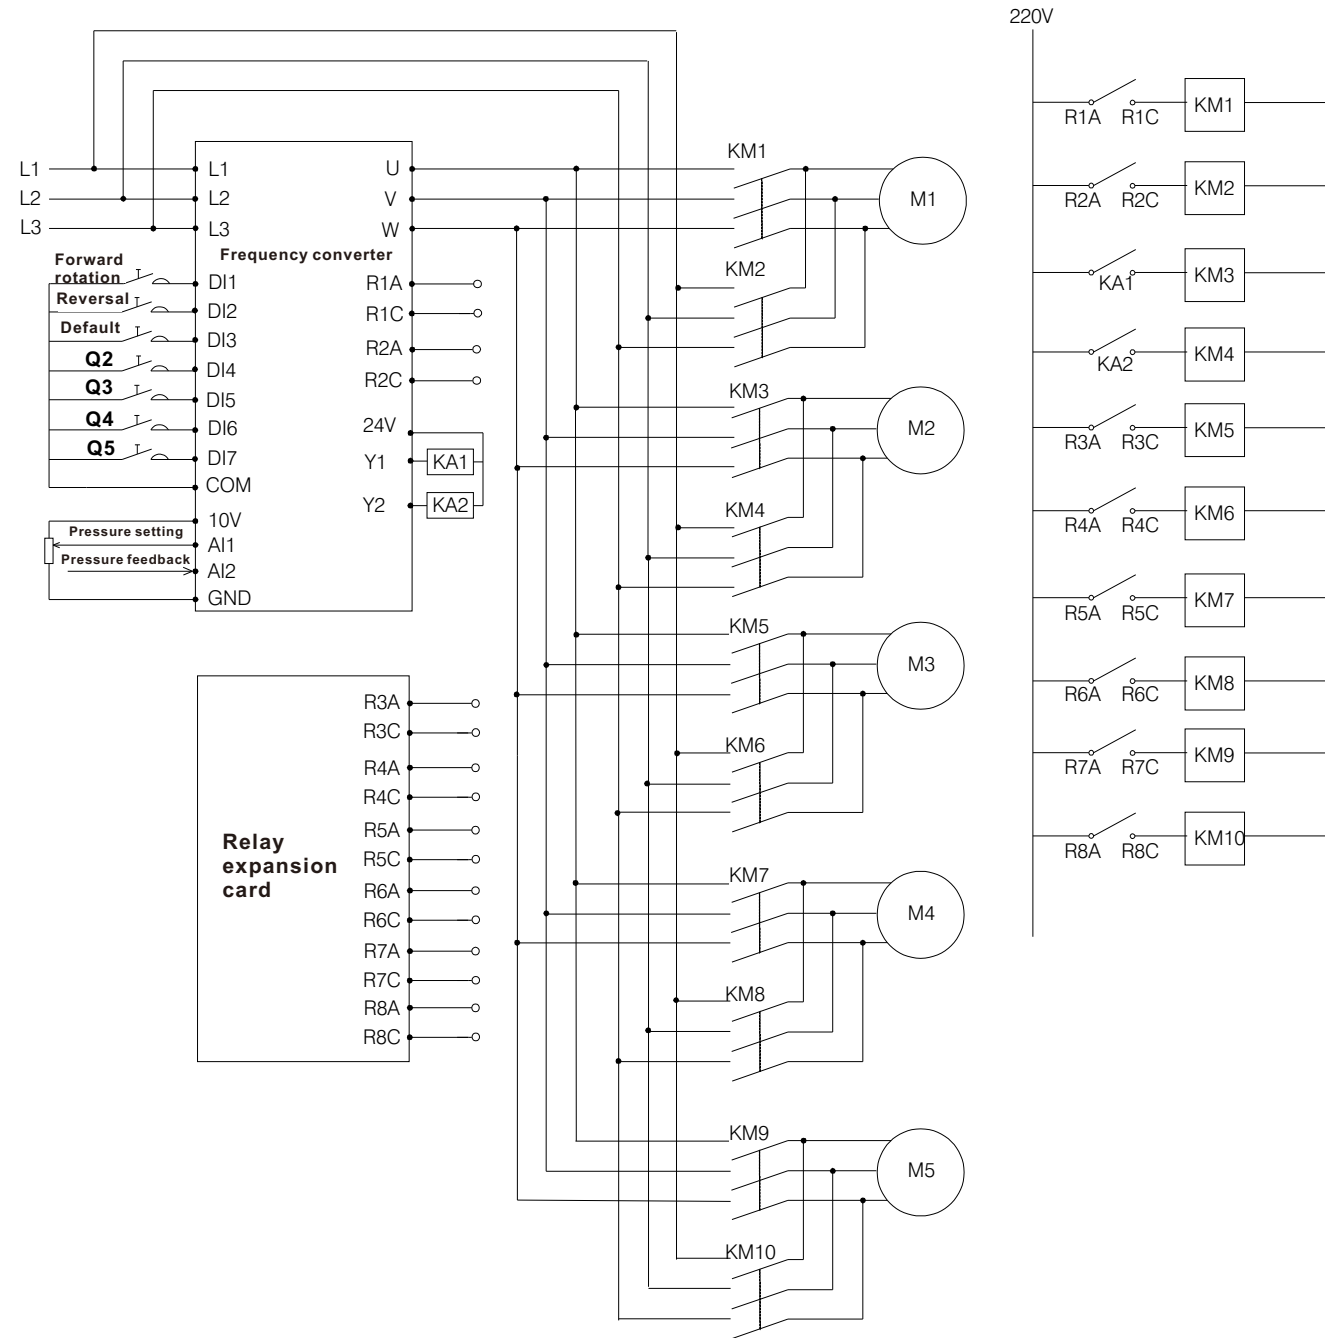 220V
L1
L2
L3
L1
L2
L3
Frequency converter
U
V
W
Forward
rotation
Reversal
Default
Q2
Q3
Q4
Q5
DI1
DI2
DI3
DI4
DI5
DI6
DI7
COM
10V
Pressure setting
AI1
Pressure feedback
AI2
GND
R1A
R1C
R2A
R2C
24V
Y1
KA1
Y2
KA2
Relay
expansion
card
R3A
R3C
R4A
R4C
R5A
R5C
R6A
R6C
R7A
R7C
R8A
R8C
KM1
M1
KM2
KM3
M2
KM4
KM5
M3
KM6
KM7
M4
KM8
KM9
M5
KM10
R1A R1C KM1
R2A R2C KM2
KA1 KM3
KA2 KM4
R3A R3C KM5
R4A R4C KM6
R5A R5C KM7
R6A R6C KM8
R7A R7C KM9
R8A R8C KM10